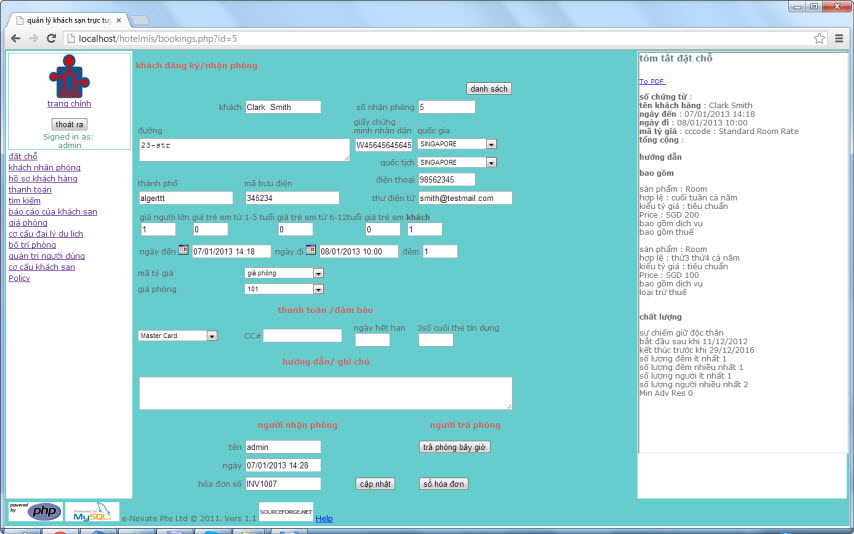 quản lý khách sạn trực tuy
localhost/hotelmis/bookings.php?id=5
trang chính
thoát ra
Signed in as:
admin
đặt chỗ
khách nhận phòng
hồ sơ khách hàng
thanh toán
tìm kiếm
báo cáo của khách sạn
giá phòng
cơ cấu đại lý du lịch
bố trí phòng
quản trị người dùng
cơ cấu khách sạn
Policy
khách đăng ký/nhận phòng
danh sách
khách Clark Smith số nhận phòng 5
đường giấy chứng minh nhân dân quốc gia
23-str W45645645645 SINGAPORE
quốc tịch SINGAPORE
điện thoại 98562345
thành phố mã bưu điện
algerttt 345234 thư điện tử smith@testmail.com
giá người lớn giá trẻ em từ 1-5 tuổi giá trẻ em từ 6-12tuổi giá trẻ em khách
1 0 0 0 1
ngày đến 07/01/2013 14:18 ngày đi 08/01/2013 10:00 đêm 1
mã tỷ giá giá phòng
giá phòng 101
thanh toán /đảm bảo
ngày hết hạn 3số cuối thẻ tín dụng
Master Card CC#
hướng dẫn/ ghi chú
người nhận phòng người trả phòng
tên admin trả phòng bây giờ
ngày 07/01/2013 14:28
hóa đơn số INV1007 cập nhật số hóa đơn
tóm tắt đặt chỗ
To PDF
số chứng từ :
tên khách hàng : Clark Smith
ngày đến : 07/01/2013 14:18
ngày đi : 08/01/2013 10:00
mã tỷ giá : cccode : Standard Room Rate
tổng cộng :
hướng dẫn
bao gồm
sản phẩm : Room
hợp lệ : cuối tuần cả năm
kiểu tỷ giá : tiêu chuẩn
Price : SGD 200
bao gồm dịch vụ
bao gồm thuế
sản phẩm : Room
hợp lệ : thứ3 thứ4 cả năm
kiểu tỷ giá : tiêu chuẩn
Price : SGD 100
bao gồm dịch vụ
loại trừ thuế
chất lượng
sự chiếm giữ độc thân
bắt đầu sau khi 11/12/2012
kết thúc trước khi 29/12/2016
số lượng đêm ít nhất 1
số lượng đêm nhiều nhất 1
số lượng người ít nhất 1
số lượng người nhiều nhất 2
Min Adv Res 0
powered by php
Powered by MySQL
e-Novate Pte Ltd © 2011. Vers 1.1 SOURCEFORGE.NET Help